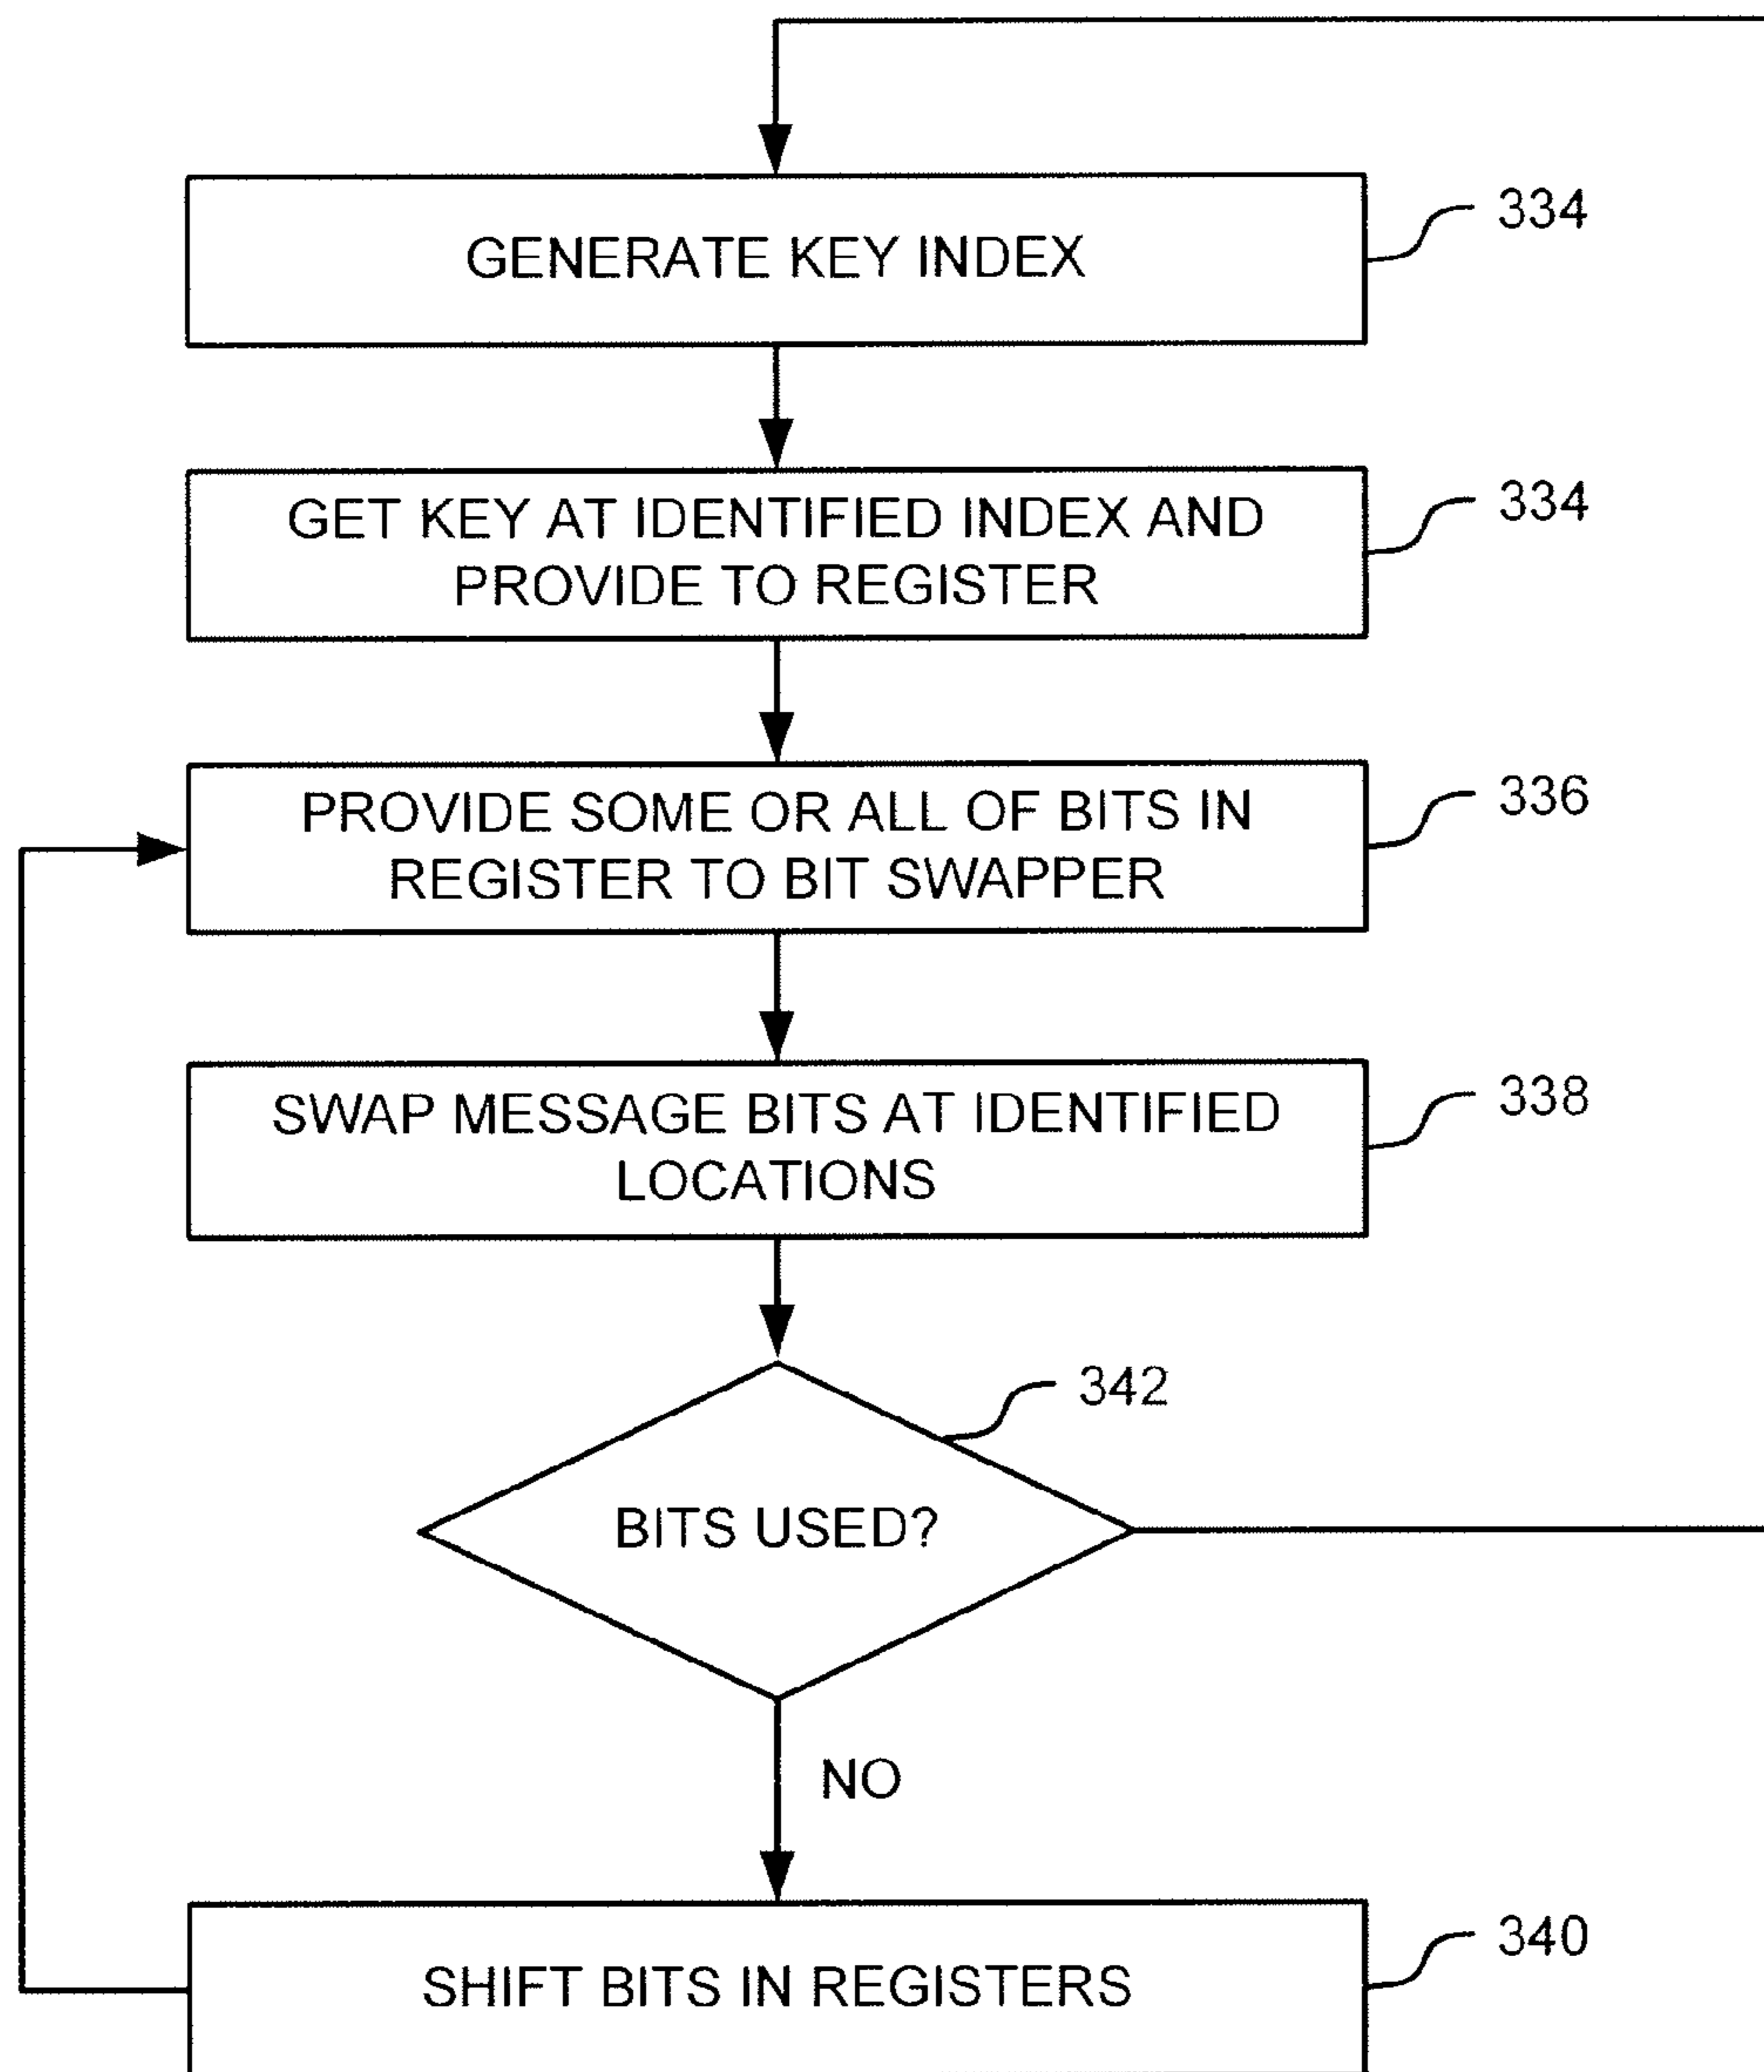 GENERATE KEY INDEX
334
GET KEY AT IDENTIFIED INDEX AND
PROVIDE TO REGISTER
334
PROVIDE SOME OR ALL OF BITS IN
REGISTER TO BIT SWAPPER
336
SWAP MESSAGE BITS AT IDENTIFIED
LOCATIONS
338
342
BITS USED?
NO
SHIFT BITS IN REGISTERS
340